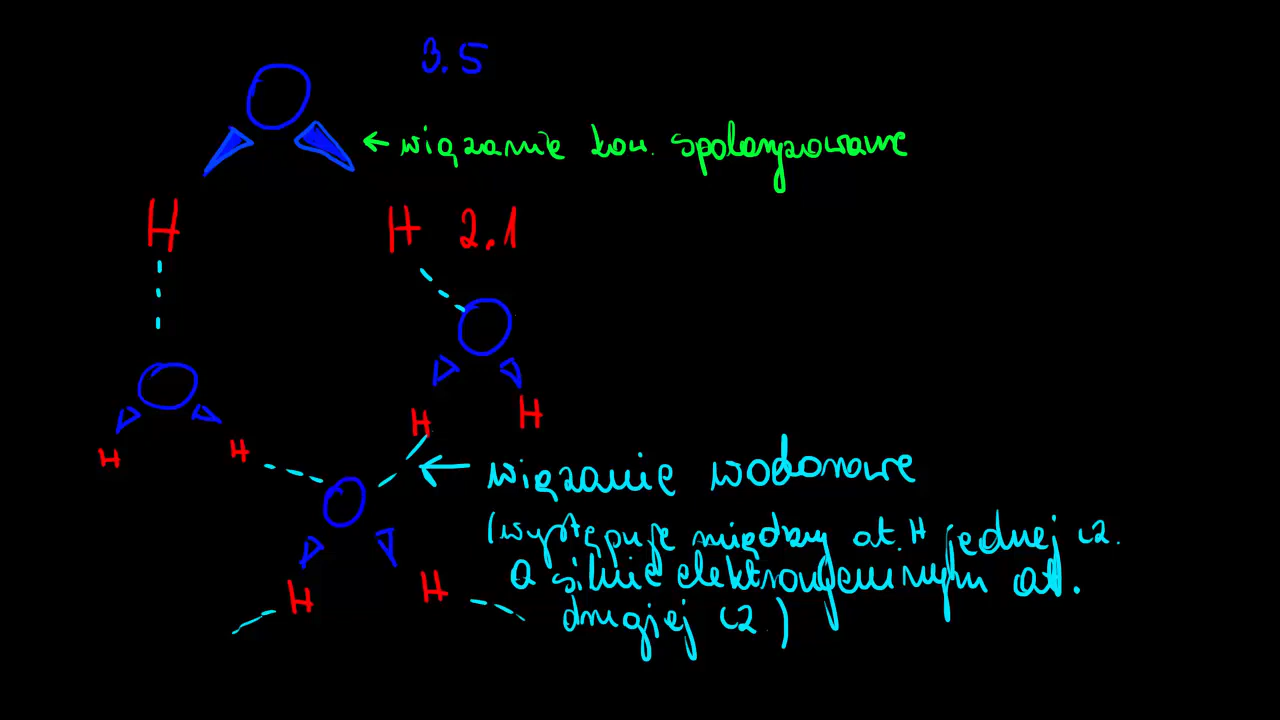 3.5
O
← wiązanie kow. spolaryzowane
H H 2.1
O
O
H H
H H
← wiązanie wodorowe
O
(występuje między at. H jednej cz.
a silnie elektroujemnym at.
H H
drugiej cz.)